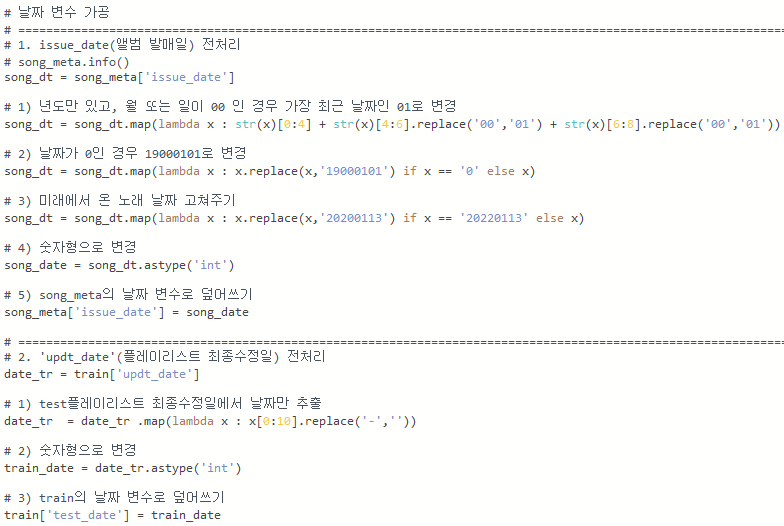 # 날짜 변수 가공
# ==============================================================================================================
# 1. issue_date(앨범 발매일) 전처리
# song_meta.info()
song_dt = song_meta['issue_date']
# 1) 년도만 있고, 월 또는 일이 00 인 경우 가장 최근 날짜인 01로 변경
song_dt = song_dt.map(lambda x : str(x)[0:4] + str(x)[4:6].replace('00','01') + str(x)[6:8].replace('00','01'))
# 2) 날짜가 0인 경우 19000101로 변경
song_dt = song_dt.map(lambda x : x.replace(x,'19000101') if x == '0' else x)
# 3) 미래에서 온 노래 날짜 고쳐주기
song_dt = song_dt.map(lambda x : x.replace(x,'20200113') if x == '20220113' else x)
# 4) 숫자형으로 변경
song_date = song_dt.astype('int')
# 5) song_meta의 날짜 변수로 덮어쓰기
song_meta['issue_date'] = song_date
# ==============================================================================================================
# 2. 'updt_date'(플레이리스트 최종수정일) 전처리
date_tr = train['updt_date']
# 1) test플레이리스트 최종수정일에서 날짜만 추출
date_tr  = date_tr .map(lambda x : x[0:10].replace('-',''))
# 2) 숫자형으로 변경
train_date = date_tr.astype('int')
# 3) train의 날짜 변수로 덮어쓰기
train['test_date'] = train_date